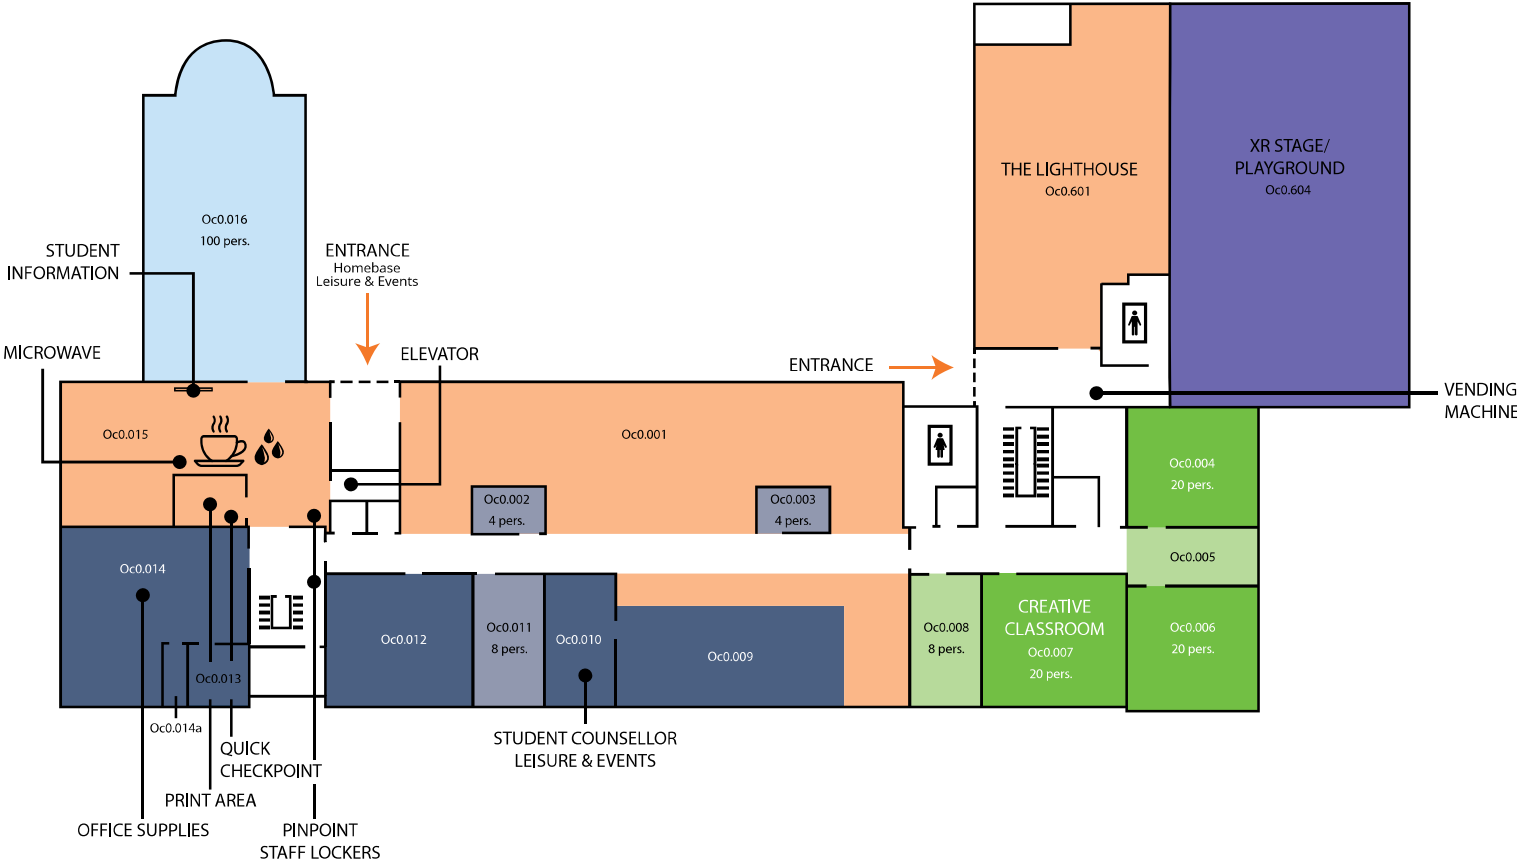 THE LIGHTHOUSE
Oc0.601
XR STAGE/
PLAYGROUND
Oc0.604
Oc0.016
100 pers.
STUDENT
INFORMATION
ENTRANCE
Homebase
Leisure & Events
MICROWAVE
ELEVATOR
ENTRANCE
VENDING
MACHINE
Oc0.015
Oc0.001
Oc0.002
4 pers.
Oc0.003
4 pers.
Oc0.004
20 pers.
Oc0.005
Oc0.014
Oc0.012
Oc0.011
8 pers.
Oc0.010
Oc0.009
Oc0.008
8 pers.
CREATIVE
CLASSROOM
Oc0.007
20 pers.
Oc0.006
20 pers.
Oc0.013
Oc0.014a
QUICK
CHECKPOINT
PRINT AREA
OFFICE SUPPLIES
PINPOINT
STAFF LOCKERS
STUDENT COUNSELLOR
LEISURE & EVENTS